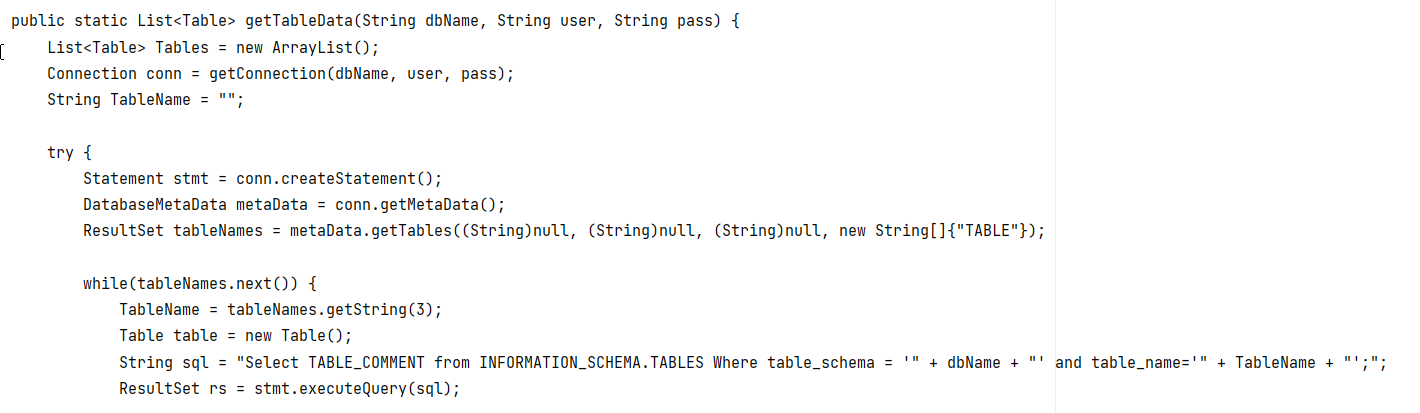 public static List<Table> getTableData(String dbName, String user, String pass) {
    List<Table> Tables = new ArrayList();
    Connection conn = getConnection(dbName, user, pass);
    String TableName = "";

    try {
        Statement stmt = conn.createStatement();
        DatabaseMetaData metaData = conn.getMetaData();
        ResultSet tableNames = metaData.getTables((String)null, (String)null, (String)null, new String[]{"TABLE"});

        while(tableNames.next()) {
            TableName = tableNames.getString(3);
            Table table = new Table();
            String sql = "Select TABLE_COMMENT from INFORMATION_SCHEMA.TABLES Where table_schema = '" + dbName + "' and table_name='" + TableName + "';";
            ResultSet rs = stmt.executeQuery(sql);